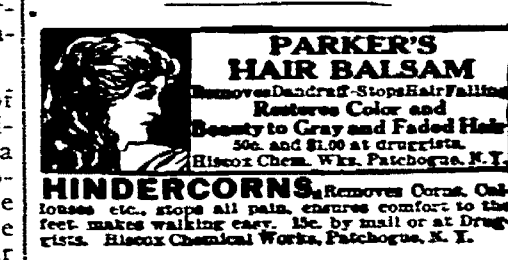 PARKER'S
HAIR BALSAM
Removes Dandruff-Stops Hair Falling
Restores Color and
Beauty to Gray and Faded Hair
50c. and $1.00 at druggists.
Hiscox Chem. Wks. Patchogue, N. Y.
HINDERCORNS Removes Corns, Cal-
louses etc., stops all pain, ensures comfort to the
feet, makes walking easy. 15c. by mail or at Drug-
gists. Hiscox Chemical Works, Patchogue, N. Y.